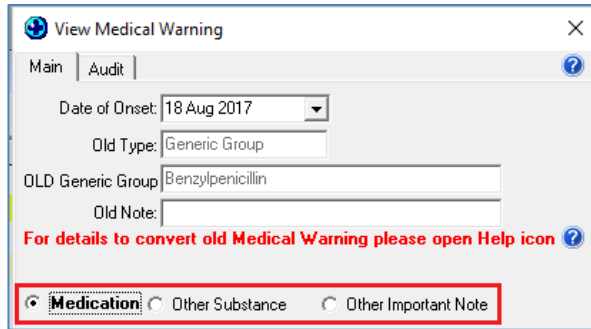 View Medical Warning
Main Audit
Date of Onset: 18 Aug 2017
Old Type: Generic Group
OLD Generic Group Benzylpenicillin
Old Note:
For details to convert old Medical Warning please open Help icon
Medication Other Substance Other Important Note